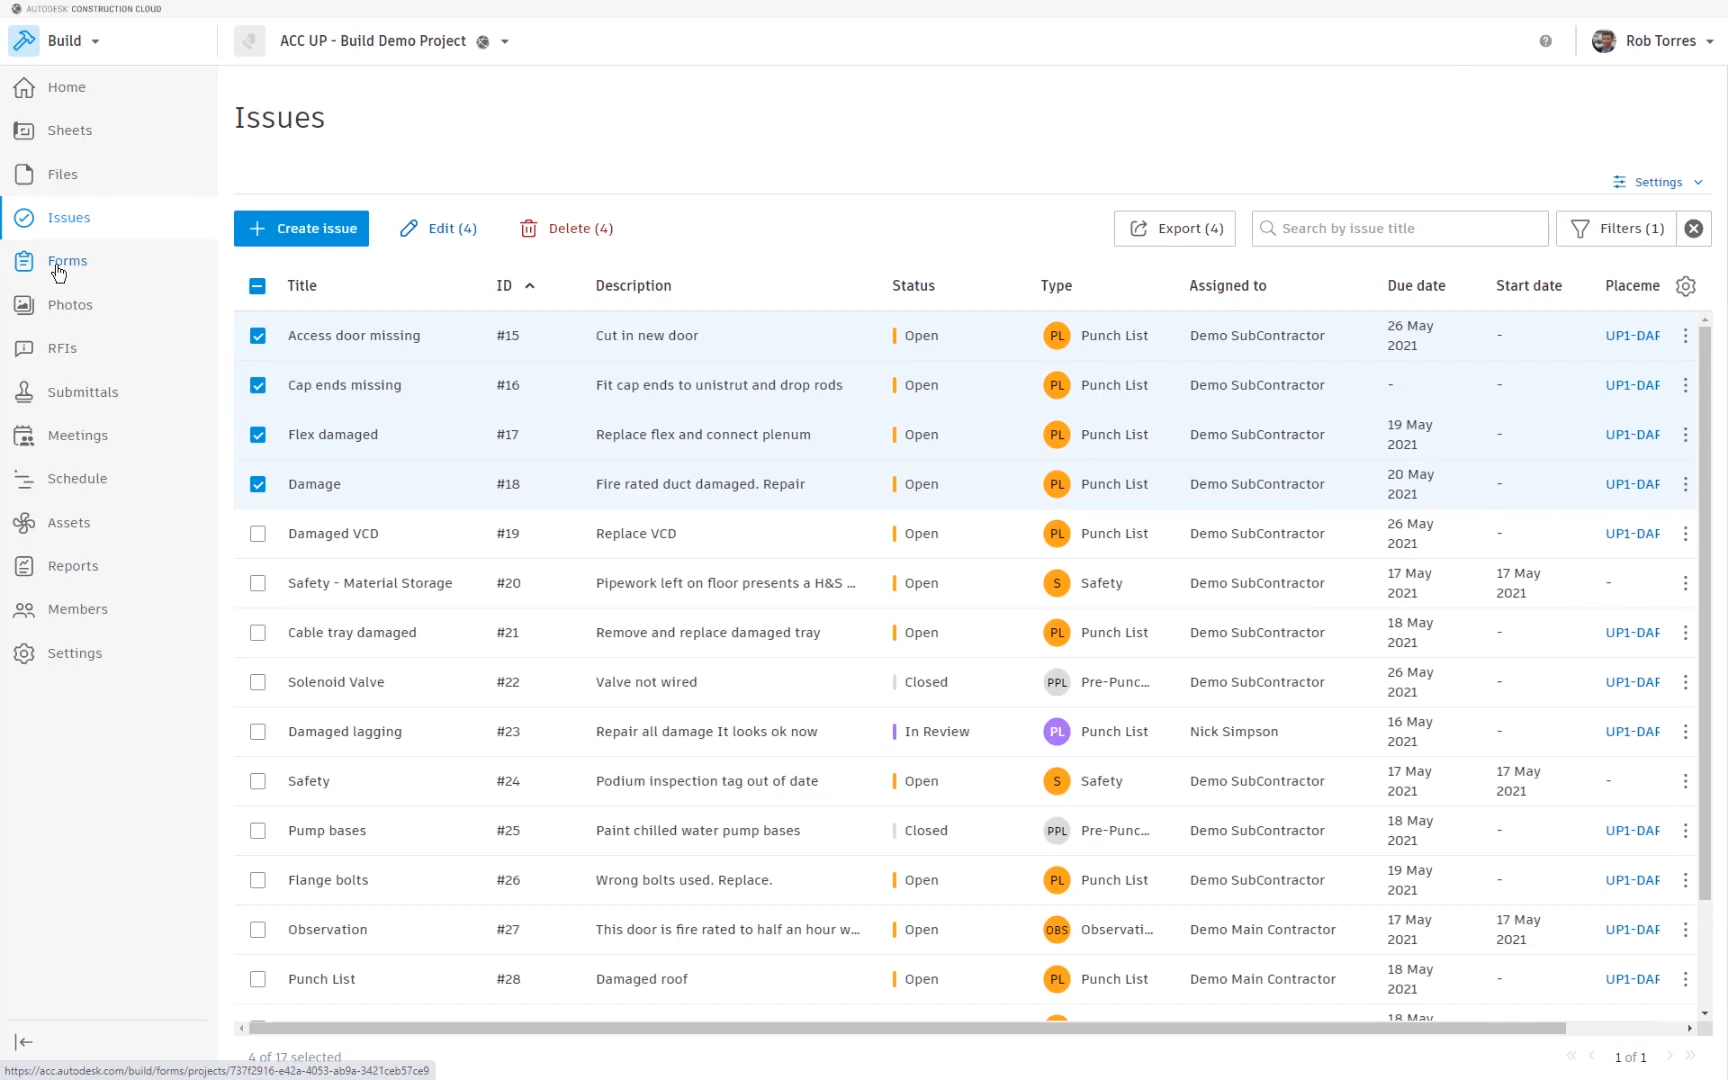 AUTODESK CONSTRUCTION CLOUD
Build
ACC UP - Build Demo Project
Rob Torres
Home
Sheets
Files
Issues
Forms
Photos
RFIs
Submittals
Meetings
Schedule
Assets
Reports
Members
Settings
Issues
Settings
Create issue
Edit (4)
Delete (4)
Export (4)
Search by issue title
Filters (1)
Title ID Description Status Type Assigned to Due date Start date Placeme
Access door missing #15 Cut in new door Open PL Punch List Demo SubContractor 26 May 2021 - UP1-DAF
Cap ends missing #16 Fit cap ends to unistrut and drop rods Open PL Punch List Demo SubContractor - - UP1-DAF
Flex damaged #17 Replace flex and connect plenum Open PL Punch List Demo SubContractor 19 May 2021 - UP1-DAF
Damage #18 Fire rated duct damaged. Repair Open PL Punch List Demo SubContractor 20 May 2021 - UP1-DAF
Damaged VCD #19 Replace VCD Open PL Punch List Demo SubContractor 26 May 2021 - UP1-DAF
Safety - Material Storage #20 Pipework left on floor presents a H&S ... Open S Safety Demo SubContractor 17 May 2021 17 May 2021 -
Cable tray damaged #21 Remove and replace damaged tray Open PL Punch List Demo SubContractor 18 May 2021 - UP1-DAF
Solenoid Valve #22 Valve not wired Closed PPL Pre-Punc... Demo SubContractor 26 May 2021 - UP1-DAF
Damaged lagging #23 Repair all damage It looks ok now In Review PL Punch List Nick Simpson 16 May 2021 - UP1-DAF
Safety #24 Podium inspection tag out of date Open S Safety Demo SubContractor 17 May 2021 17 May 2021 -
Pump bases #25 Paint chilled water pump bases Closed PPL Pre-Punc... Demo SubContractor 18 May 2021 - UP1-DAF
Flange bolts #26 Wrong bolts used. Replace. Open PL Punch List Demo SubContractor 19 May 2021 - UP1-DAF
Observation #27 This door is fire rated to half an hour w... Open OBS Observati... Demo Main Contractor 17 May 2021 17 May 2021 UP1-DAF
Punch List #28 Damaged roof Open PL Punch List Demo Main Contractor 18 May 2021 - UP1-DAF
18 May
4 of 17 selected
1 of 1
https://acc.autodesk.com/build/forms/projects/737f2916-e42a-4053-ab9a-3421ceb57ce9